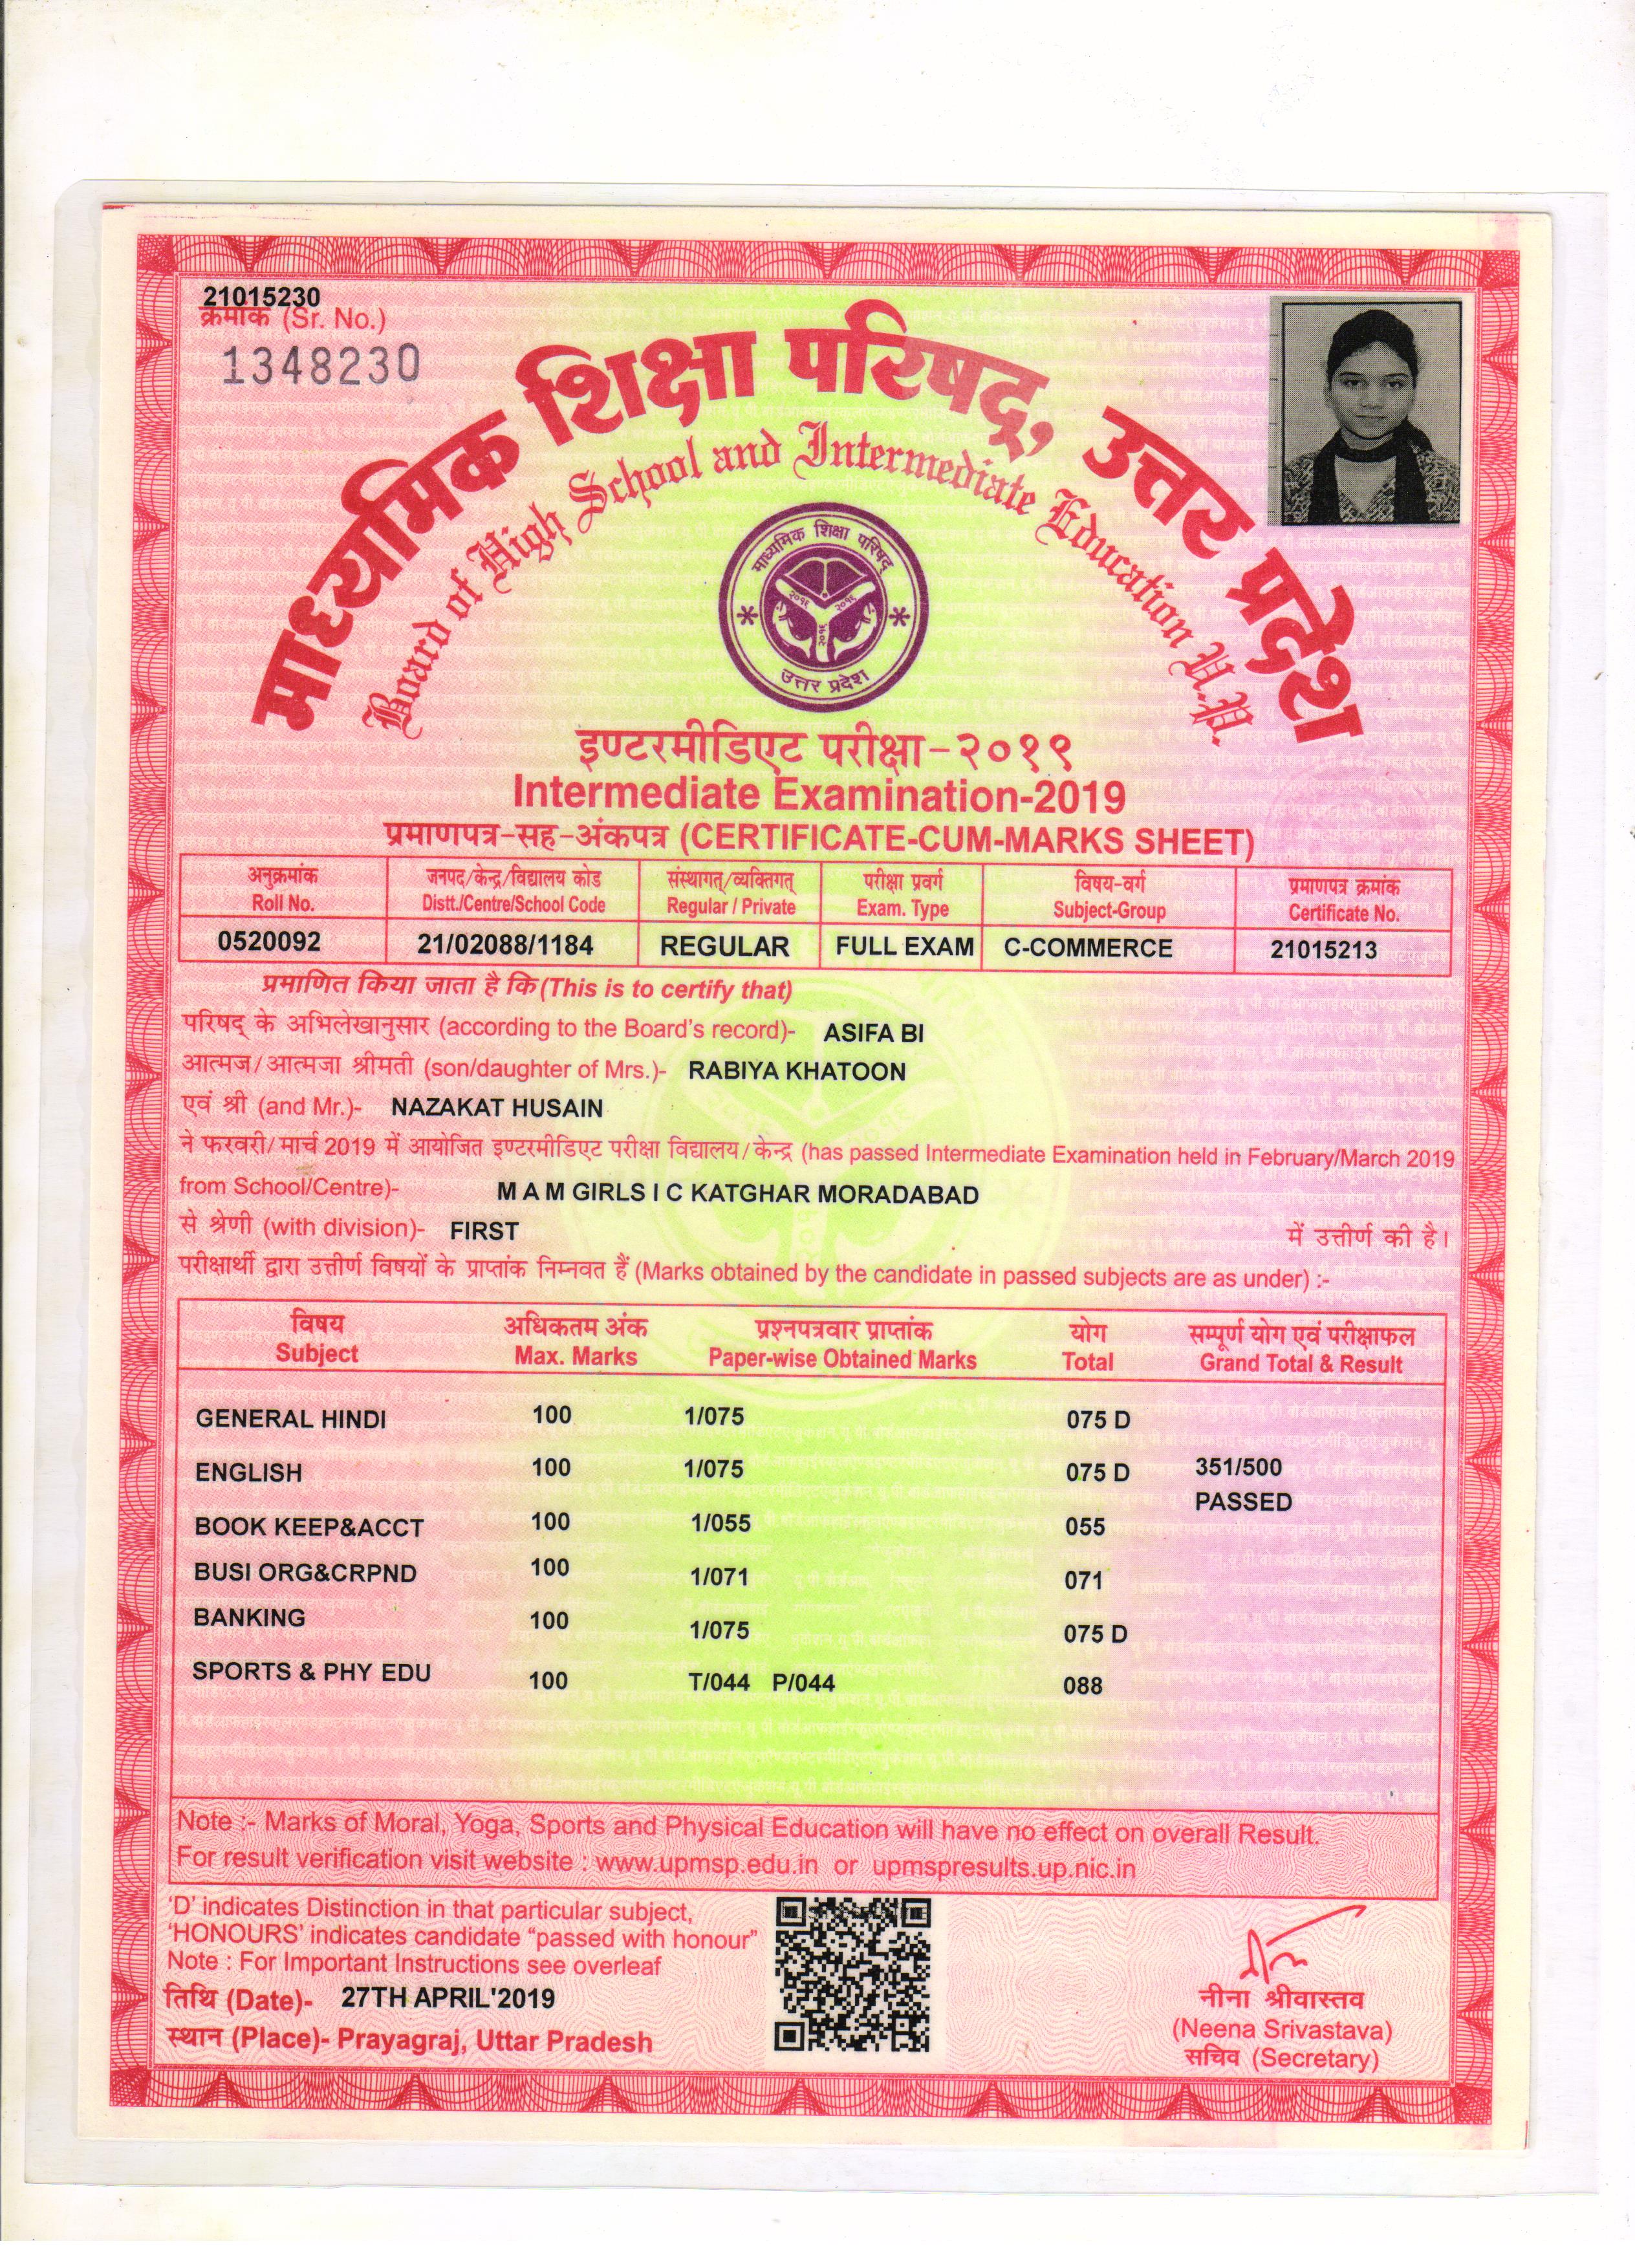 21015230
क्रमांक (Sr. No.)
1348230
माध्यमिक शिक्षा परिषद्, उत्तर प्रदेश
Board of High School and Intermediate Education U.P.
माध्यमिक शिक्षा परिषद्
२०१६ २०१६
२०१६
उत्तर प्रदेश
इण्टरमीडिएट परीक्षा-२०१९
Intermediate Examination-2019
प्रमाणपत्र-सह-अंकपत्र (CERTIFICATE-CUM-MARKS SHEET)
अनुक्रमांक जनपद/केन्द्र/विद्यालय कोड संस्थागत/व्यक्तिगत परीक्षा प्रवर्ग विषय-वर्ग प्रमाणपत्र क्रमांक
Roll No. Distt./Centre/School Code Regular / Private Exam. Type Subject-Group Certificate No.
0520092 21/02088/1184 REGULAR FULL EXAM C-COMMERCE 21015213
प्रमाणित किया जाता है कि (This is to certify that)
परिषद् के अभिलेखानुसार (according to the Board's record)- ASIFA BI
आत्मज/आत्मजा श्रीमती (son/daughter of Mrs.)- RABIYA KHATOON
एवं श्री (and Mr.)- NAZAKAT HUSAIN
ने फरवरी/मार्च 2019 में आयोजित इण्टरमीडिएट परीक्षा विद्यालय/केन्द्र (has passed Intermediate Examination held in February/March 2019
from School/Centre)- M A M GIRLS I C KATGHAR MORADABAD
से श्रेणी (with division)- FIRST में उत्तीर्ण की है।
परीक्षार्थी द्वारा उत्तीर्ण विषयों के प्राप्तांक निम्नवत हैं (Marks obtained by the candidate in passed subjects are as under) :-
विषय अधिकतम अंक प्रश्नपत्रवार प्राप्तांक योग सम्पूर्ण योग एवं परीक्षाफल
Subject Max. Marks Paper-wise Obtained Marks Total Grand Total & Result
GENERAL HINDI 100 1/075 075 D
ENGLISH 100 1/075 075 D 351/500
PASSED
BOOK KEEP&ACCT 100 1/055 055
BUSI ORG&CRPND 100 1/071 071
BANKING 100 1/075 075 D
SPORTS & PHY EDU 100 T/044 P/044 088
Note :- Marks of Moral, Yoga, Sports and Physical Education will have no effect on overall Result.
For result verification visit website : www.upmsp.edu.in or upmspresults.up.nic.in
'D' indicates Distinction in that particular subject,
'HONOURS' indicates candidate "passed with honour"
Note : For Important Instructions see overleaf
तिथि (Date)- 27TH APRIL'2019
स्थान (Place)- Prayagraj, Uttar Pradesh
नीना श्रीवास्तव
(Neena Srivastava)
सचिव (Secretary)